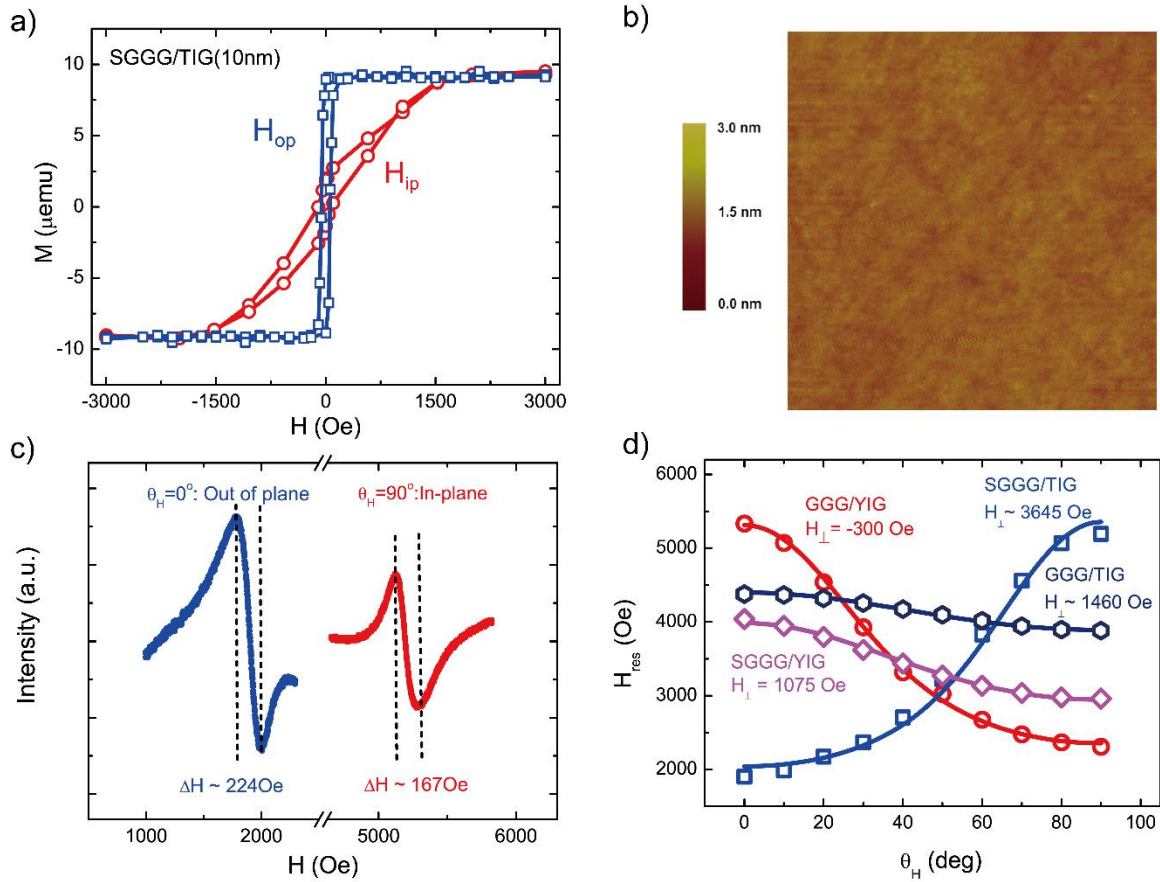 a)
SGGG/TIG(10nm)
H_op
H_ip
10
5
0
-5
-10
M (μemu)
-3000 -1500 0 1500 3000
H (Oe)
b)
3.0 nm
1.5 nm
0.0 nm
c)
θ_H=0°: Out of plane
θ_H=90°:In-plane
Intensity (a.u.)
ΔH ~ 224Oe
ΔH ~ 167Oe
1000 2000 5000 6000
H (Oe)
d)
6000
5000
4000
3000
2000
H_res (Oe)
GGG/YIG
H_⊥= -300 Oe
SGGG/TIG
H_⊥~ 3645 Oe
GGG/TIG
H_⊥~ 1460 Oe
SGGG/YIG
H_⊥ = 1075 Oe
0 20 40 60 80 100
θ_H (deg)